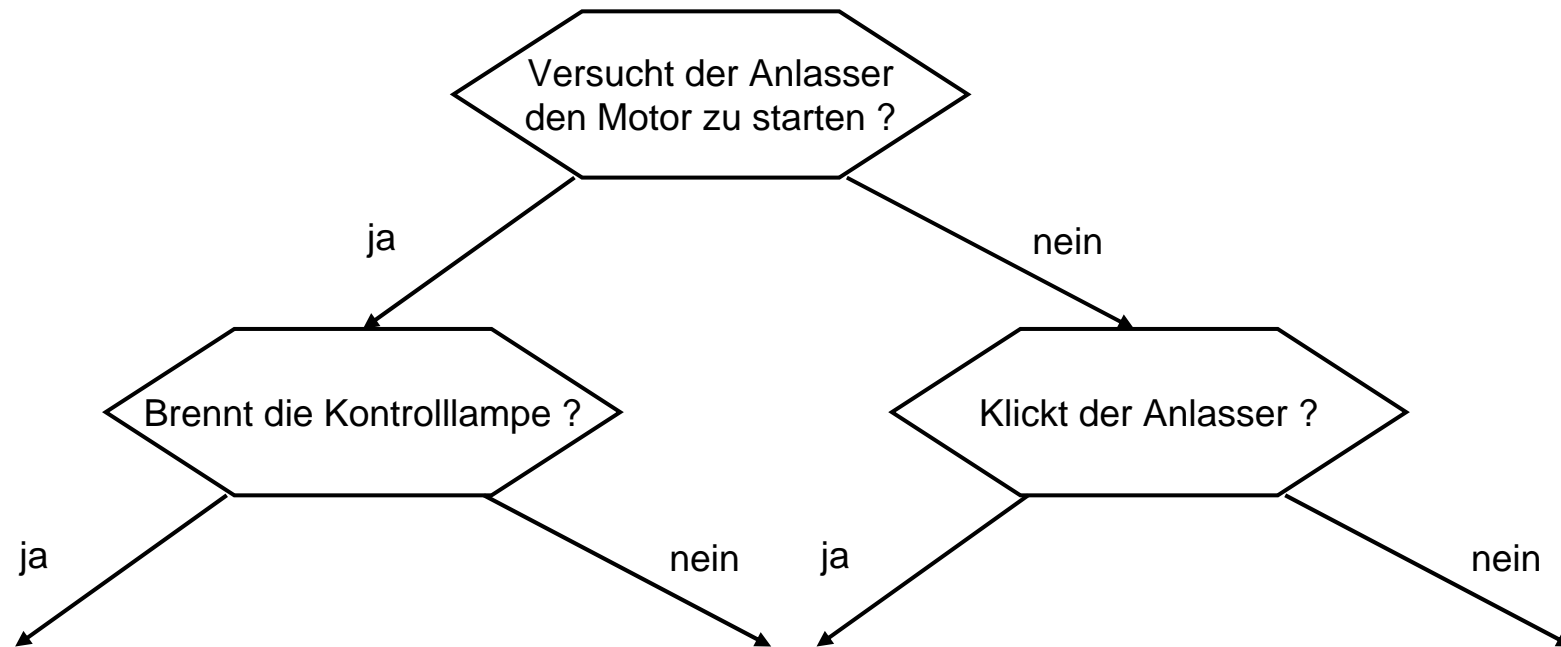 Versucht der Anlasser
den Motor zu starten ?
ja
nein
Brennt die Kontrolllampe ?
Klickt der Anlasser ?
ja
nein
ja
nein